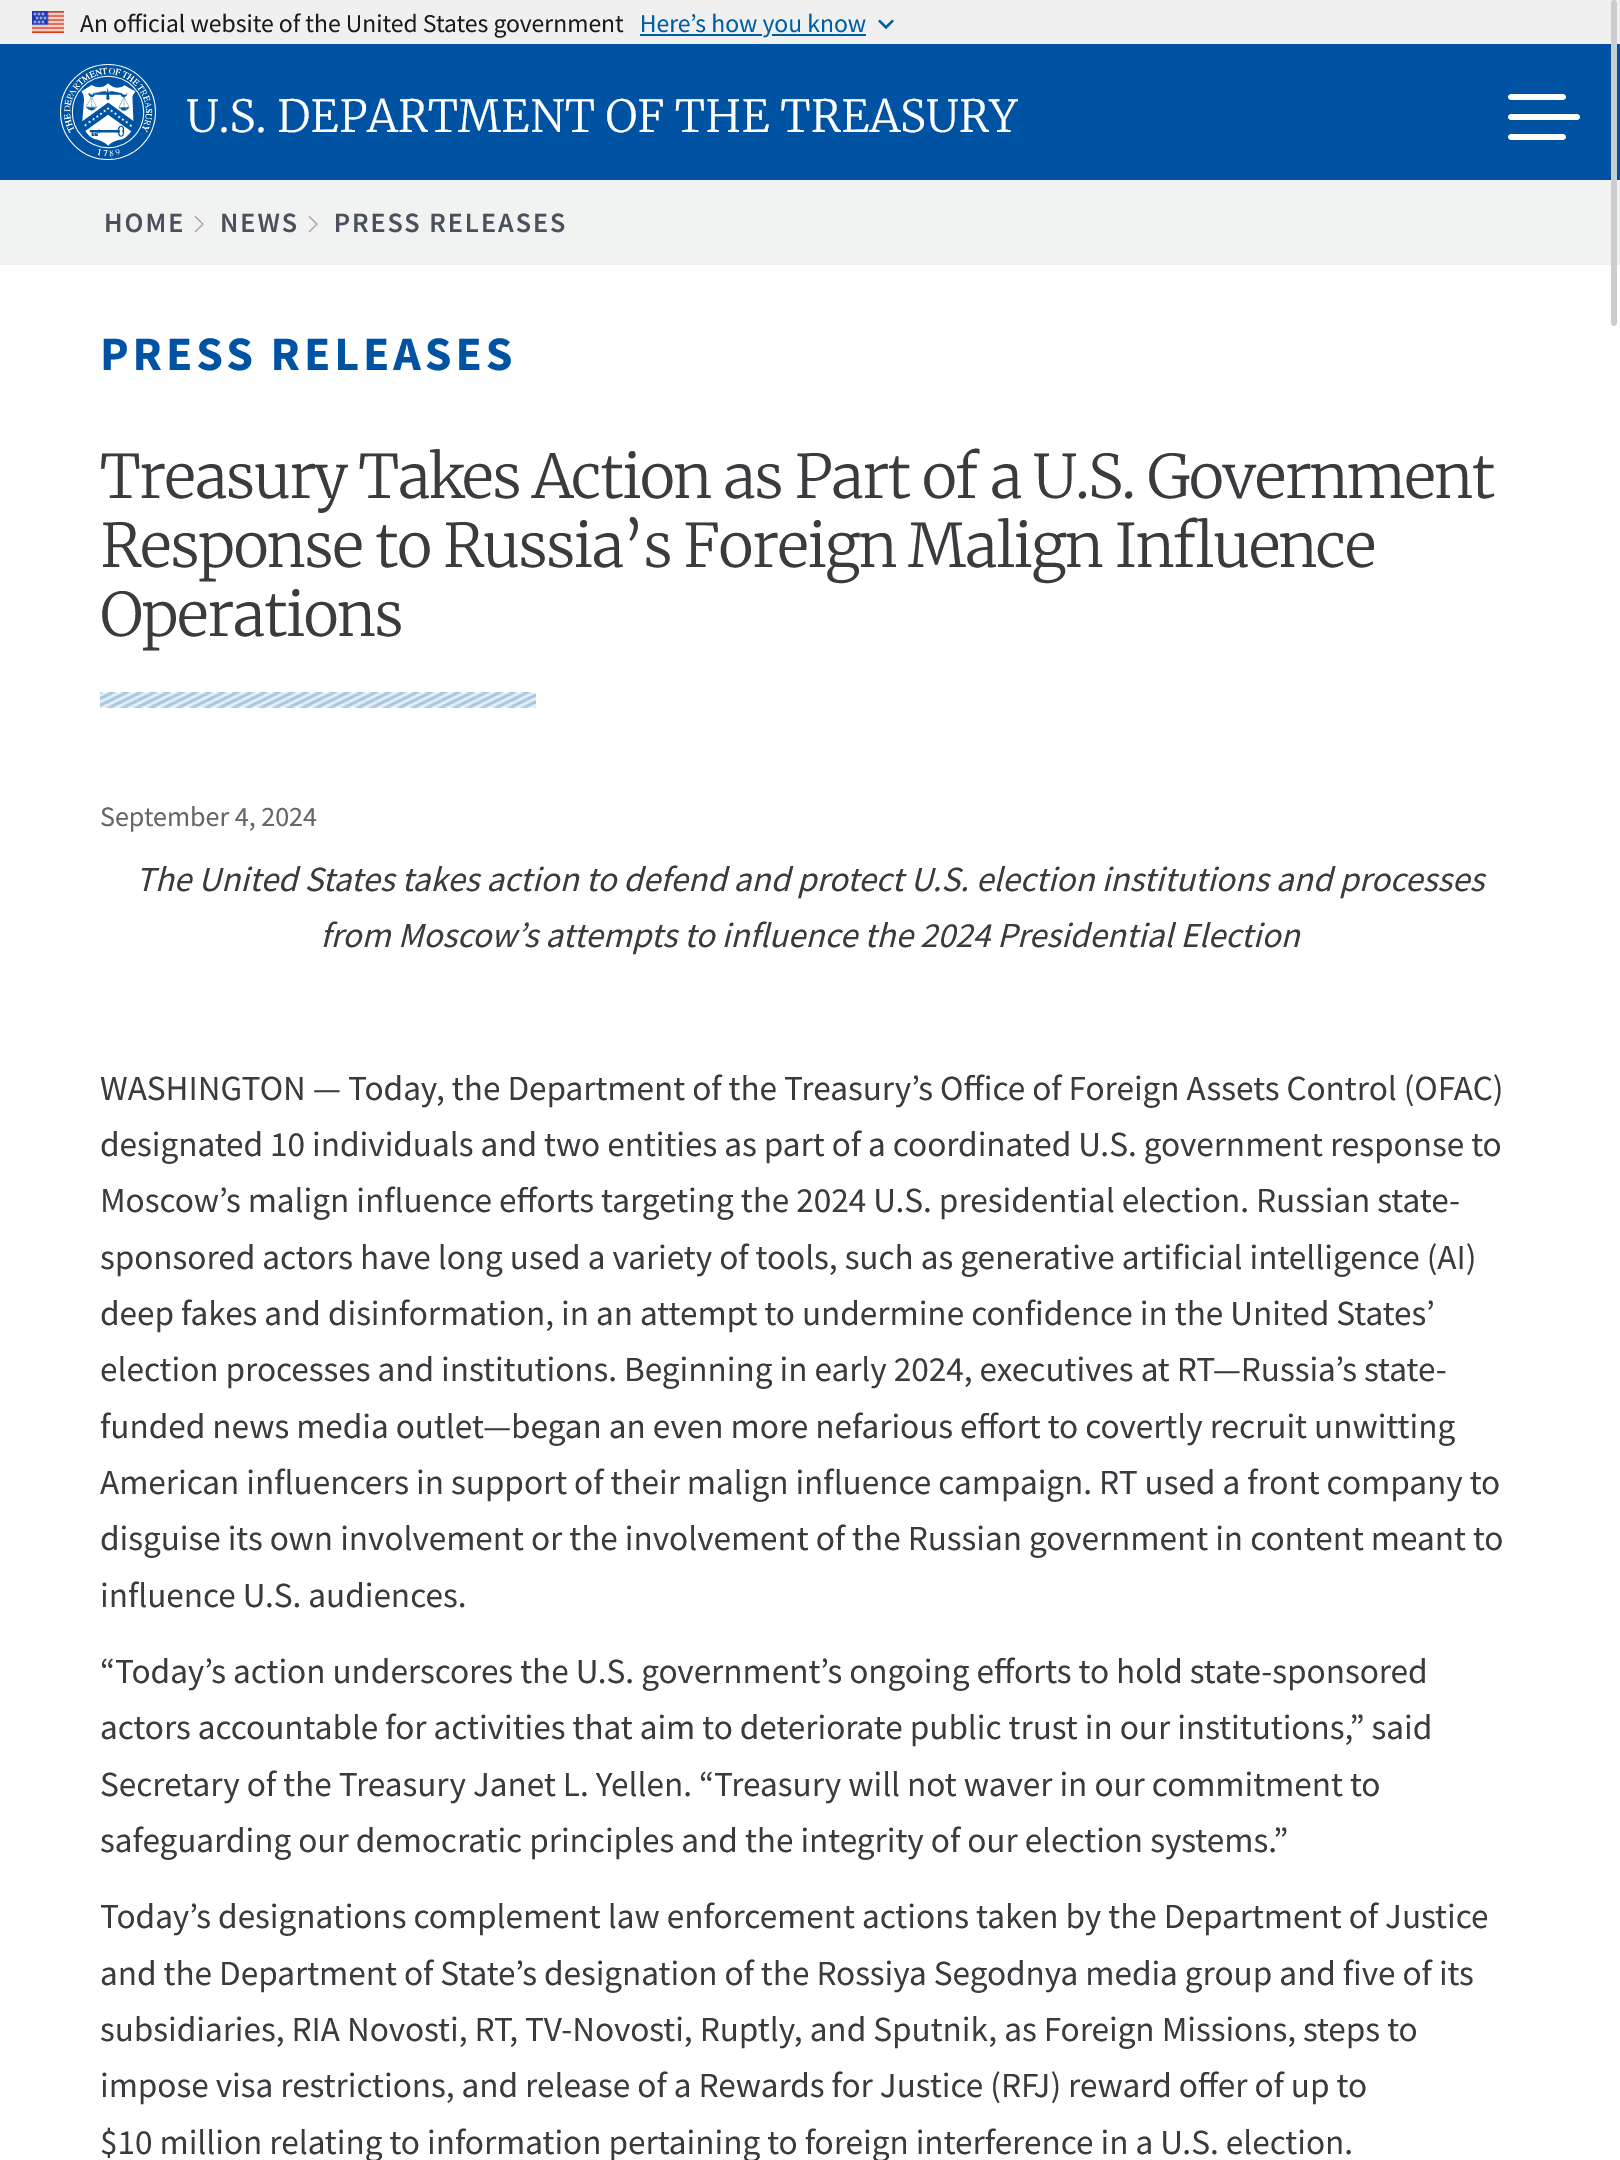 An official website of the United States government Here’s how you know
THE DEPARTMENT OF THE TREASURY
1789
U.S. DEPARTMENT OF THE TREASURY
HOME NEWS PRESS RELEASES
PRESS RELEASES
Treasury Takes Action as Part of a U.S. Government
Response to Russia’s Foreign Malign Influence
Operations
September 4, 2024
The United States takes action to defend and protect U.S. election institutions and processes
from Moscow’s attempts to influence the 2024 Presidential Election
WASHINGTON — Today, the Department of the Treasury’s Office of Foreign Assets Control (OFAC)
designated 10 individuals and two entities as part of a coordinated U.S. government response to
Moscow’s malign influence efforts targeting the 2024 U.S. presidential election. Russian state-
sponsored actors have long used a variety of tools, such as generative artificial intelligence (AI)
deep fakes and disinformation, in an attempt to undermine confidence in the United States’
election processes and institutions. Beginning in early 2024, executives at RT—Russia’s state-
funded news media outlet—began an even more nefarious effort to covertly recruit unwitting
American influencers in support of their malign influence campaign. RT used a front company to
disguise its own involvement or the involvement of the Russian government in content meant to
influence U.S. audiences.
“Today’s action underscores the U.S. government’s ongoing efforts to hold state-sponsored
actors accountable for activities that aim to deteriorate public trust in our institutions,” said
Secretary of the Treasury Janet L. Yellen. “Treasury will not waver in our commitment to
safeguarding our democratic principles and the integrity of our election systems.”
Today’s designations complement law enforcement actions taken by the Department of Justice
and the Department of State’s designation of the Rossiya Segodnya media group and five of its
subsidiaries, RIA Novosti, RT, TV-Novosti, Ruptly, and Sputnik, as Foreign Missions, steps to
impose visa restrictions, and release of a Rewards for Justice (RFJ) reward offer of up to
$10 million relating to information pertaining to foreign interference in a U.S. election.